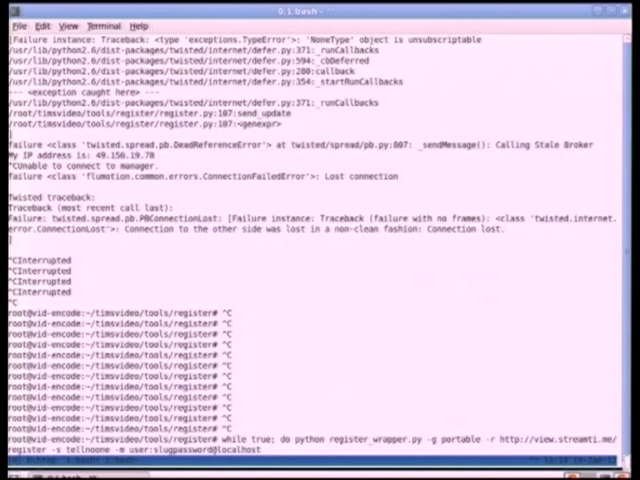 0:1:bash -
File Edit View Terminal Help
[Failure instance: Traceback: <type 'exceptions.TypeError'>: 'NoneType' object is unsubscriptable
/usr/lib/python2.6/dist-packages/twisted/internet/defer.py:371:_runCallbacks
/usr/lib/python2.6/dist-packages/twisted/internet/defer.py:594:_cbDeferred
/usr/lib/python2.6/dist-packages/twisted/internet/defer.py:280:callback
/usr/lib/python2.6/dist-packages/twisted/internet/defer.py:354:_startRunCallbacks
--- <exception caught here> ---
/usr/lib/python2.6/dist-packages/twisted/internet/defer.py:371:_runCallbacks
/root/timsvideo/tools/register/register.py:107:send_update
/root/timsvideo/tools/register/register.py:107:<genexpr>
]
failure <class 'twisted.spread.pb.DeadReferenceError'> at twisted/spread/pb.py:807: _sendMessage(): Calling Stale Broker
My IP address is: 49.156.19.78
^CUnable to connect to manager.
failure <class 'flumotion.common.errors.ConnectionFailedError'>: Lost connection
Twisted traceback:
Traceback (most recent call last):
Failure: twisted.spread.pb.PBConnectionLost: [Failure instance: Traceback (failure with no frames): <class 'twisted.internet.
error.ConnectionLost'>: Connection to the other side was lost in a non-clean fashion: Connection lost.
]
^CInterrupted
^CInterrupted
^CInterrupted
^CInterrupted
^C
root@vid-encode:~/timsvideo/tools/register# ^C
root@vid-encode:~/timsvideo/tools/register# ^C
root@vid-encode:~/timsvideo/tools/register# ^C
root@vid-encode:~/timsvideo/tools/register# ^C
root@vid-encode:~/timsvideo/tools/register# ^C
root@vid-encode:~/timsvideo/tools/register# ^C
root@vid-encode:~/timsvideo/tools/register# ^C
root@vid-encode:~/timsvideo/tools/register# ^C
root@vid-encode:~/timsvideo/tools/register# ^C
root@vid-encode:~/timsvideo/tools/register# ^C
root@vid-encode:~/timsvideo/tools/register# ^C
root@vid-encode:~/timsvideo/tools/register# ^C
root@vid-encode:~/timsvideo/tools/register# while true; do python register_wrapper.py -g portable -r http://view.streamti.me/
register -s tellnoone -m user:slugpassword@localhost